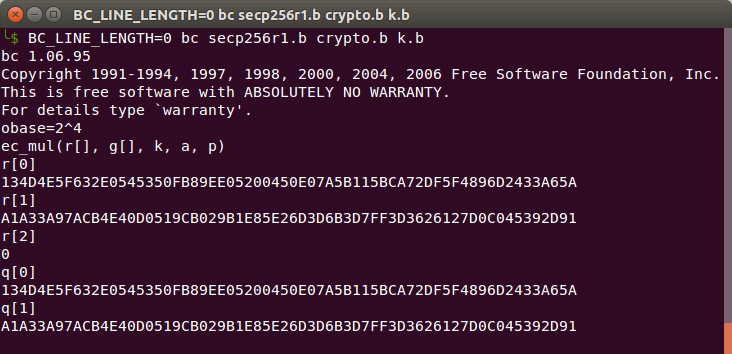 BC_LINE_LENGTH=0 bc secp256r1.b crypto.b k.b
$ BC_LINE_LENGTH=0 bc secp256r1.b crypto.b k.b
bc 1.06.95
Copyright 1991-1994, 1997, 1998, 2000, 2004, 2006 Free Software Foundation, Inc.
This is free software with ABSOLUTELY NO WARRANTY.
For details type `warranty'.
obase=2^4
ec_mul(r[], g[], k, a, p)
r[0]
134D4E5F632E0545350FB89EE05200450E07A5B115BCA72DF5F4896D2433A65A
r[1]
A1A33A97ACB4E40D0519CB029B1E85E26D3D6B3D7FF3D3626127D0C045392D91
r[2]
0
q[0]
134D4E5F632E0545350FB89EE05200450E07A5B115BCA72DF5F4896D2433A65A
q[1]
A1A33A97ACB4E40D0519CB029B1E85E26D3D6B3D7FF3D3626127D0C045392D91